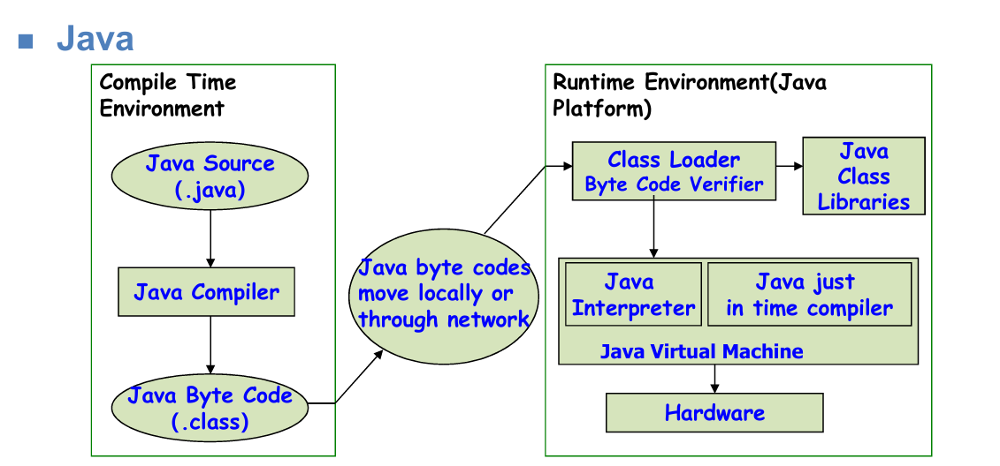 Java
Compile Time
Environment
Java Source
(.java)
Java Compiler
Java Byte Code
(.class)
Java byte codes
move locally or
through network
Runtime Environment(Java
Platform)
Class Loader
Byte Code Verifier
Java
Class
Libraries
Java
Interpreter
Java just
in time compiler
Java Virtual Machine
Hardware